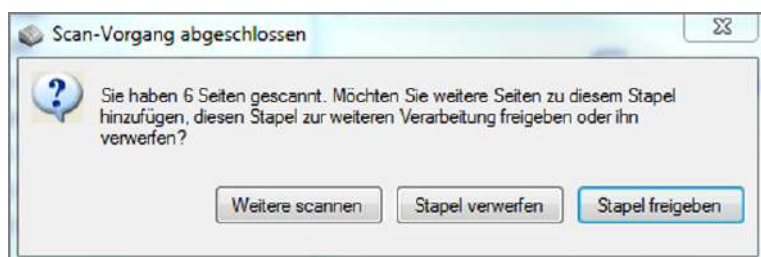 Scan-Vorgang abgeschlossen
Sie haben 6 Seiten gescannt. Möchten Sie weitere Seiten zu diesem Stapel
hinzufügen, diesen Stapel zur weiteren Verarbeitung freigeben oder ihn
verwerfen?
Weitere scannen Stapel verwerfen Stapel freigeben